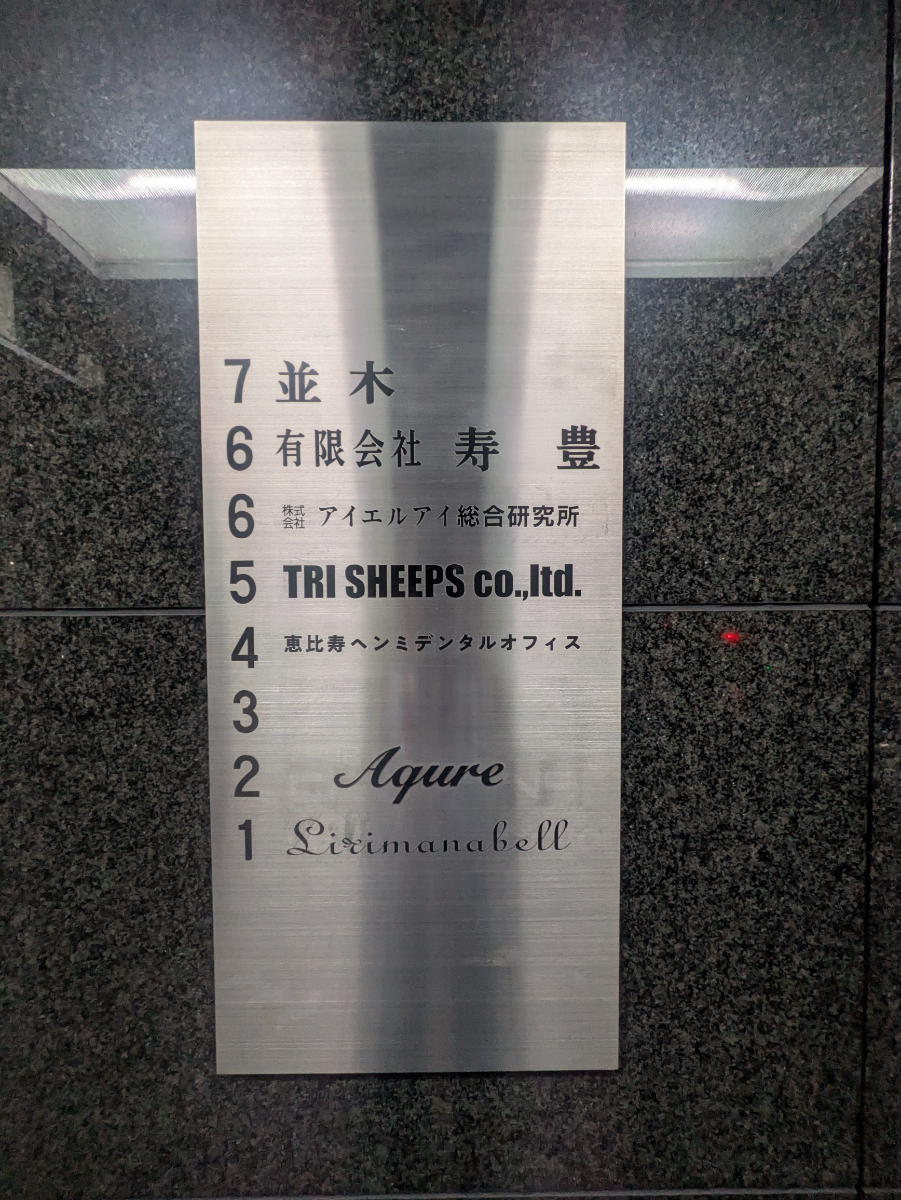 7 並木
6 有限会社 寿 豊
6 株式会社 アイエルアイ総合研究所
5 TRI SHEEPS co.,ltd.
4 恵比寿ヘンミデンタルオフィス
3
2 Aqure
1 Lirimanabell